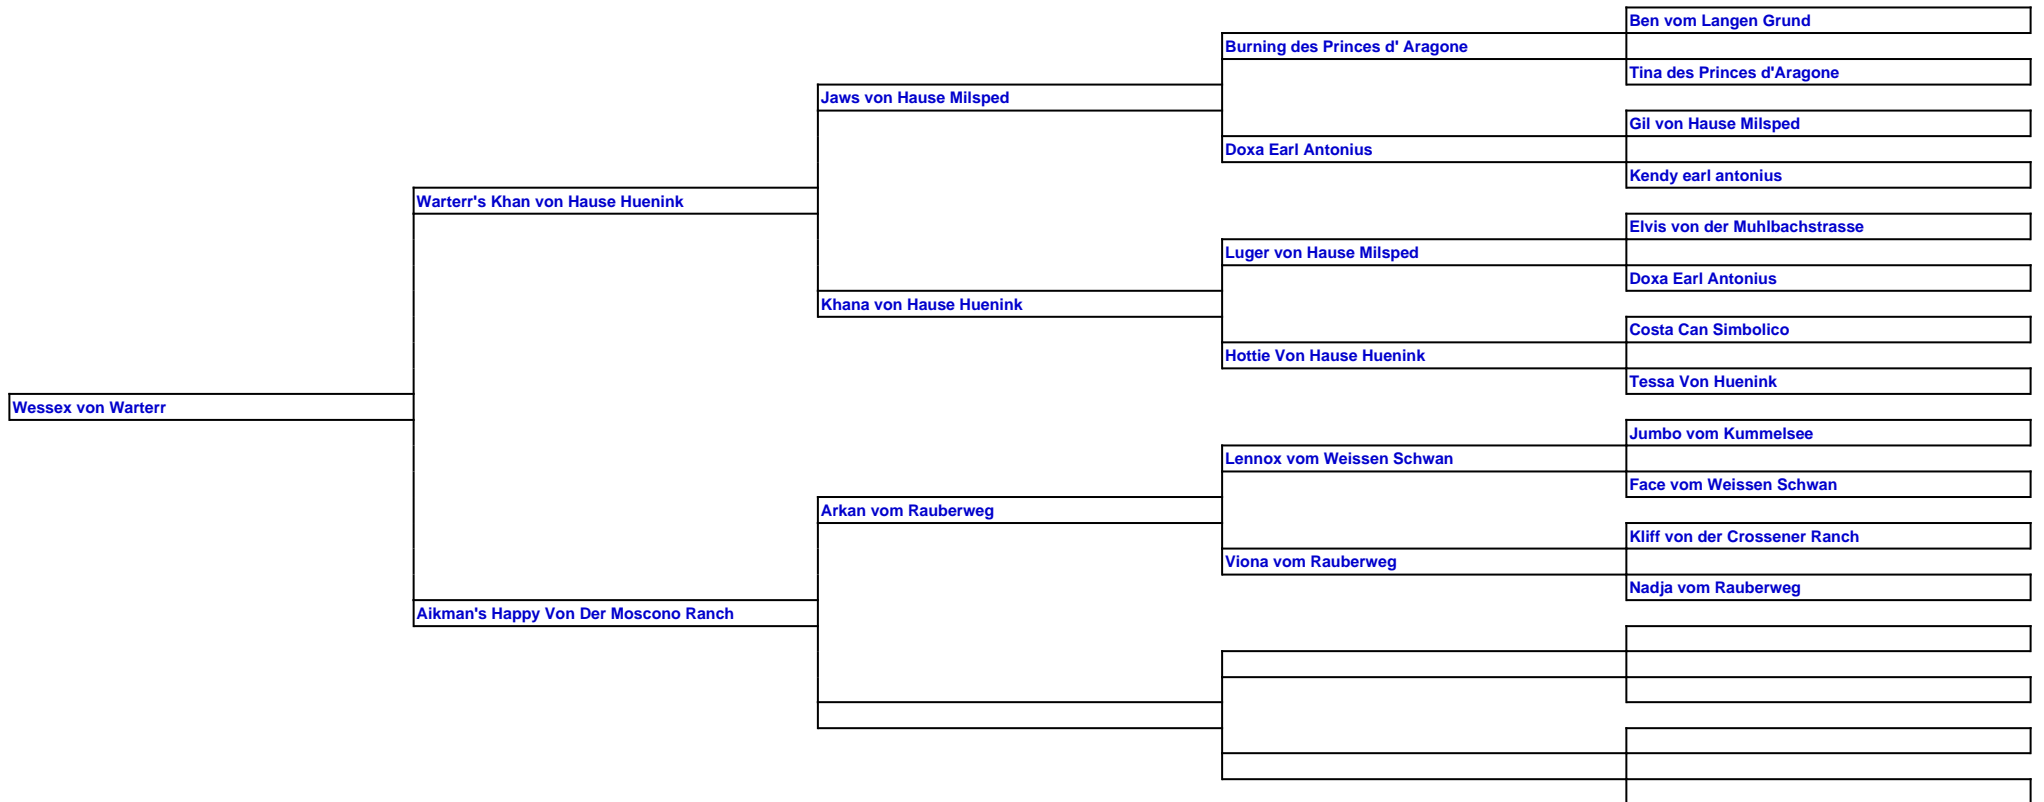 Ben vom Langen Grund
Burning des Princes d' Aragone
Tina des Princes d'Aragone
Jaws von Hause Milsped
Gil von Hause Milsped
Doxa Earl Antonius
Kendy earl antonius
Warterr's Khan von Hause Huenink
Elvis von der Muhlbachstrasse
Luger von Hause Milsped
Doxa Earl Antonius
Khana von Hause Huenink
Costa Can Simbolico
Hottie Von Hause Huenink
Tessa Von Huenink
Wessex von Warterr
Jumbo vom Kummelsee
Lennox vom Weissen Schwan
Face vom Weissen Schwan
Arkan vom Rauberweg
Kliff von der Crossener Ranch
Viona vom Rauberweg
Nadja vom Rauberweg
Aikman's Happy Von Der Moscono Ranch